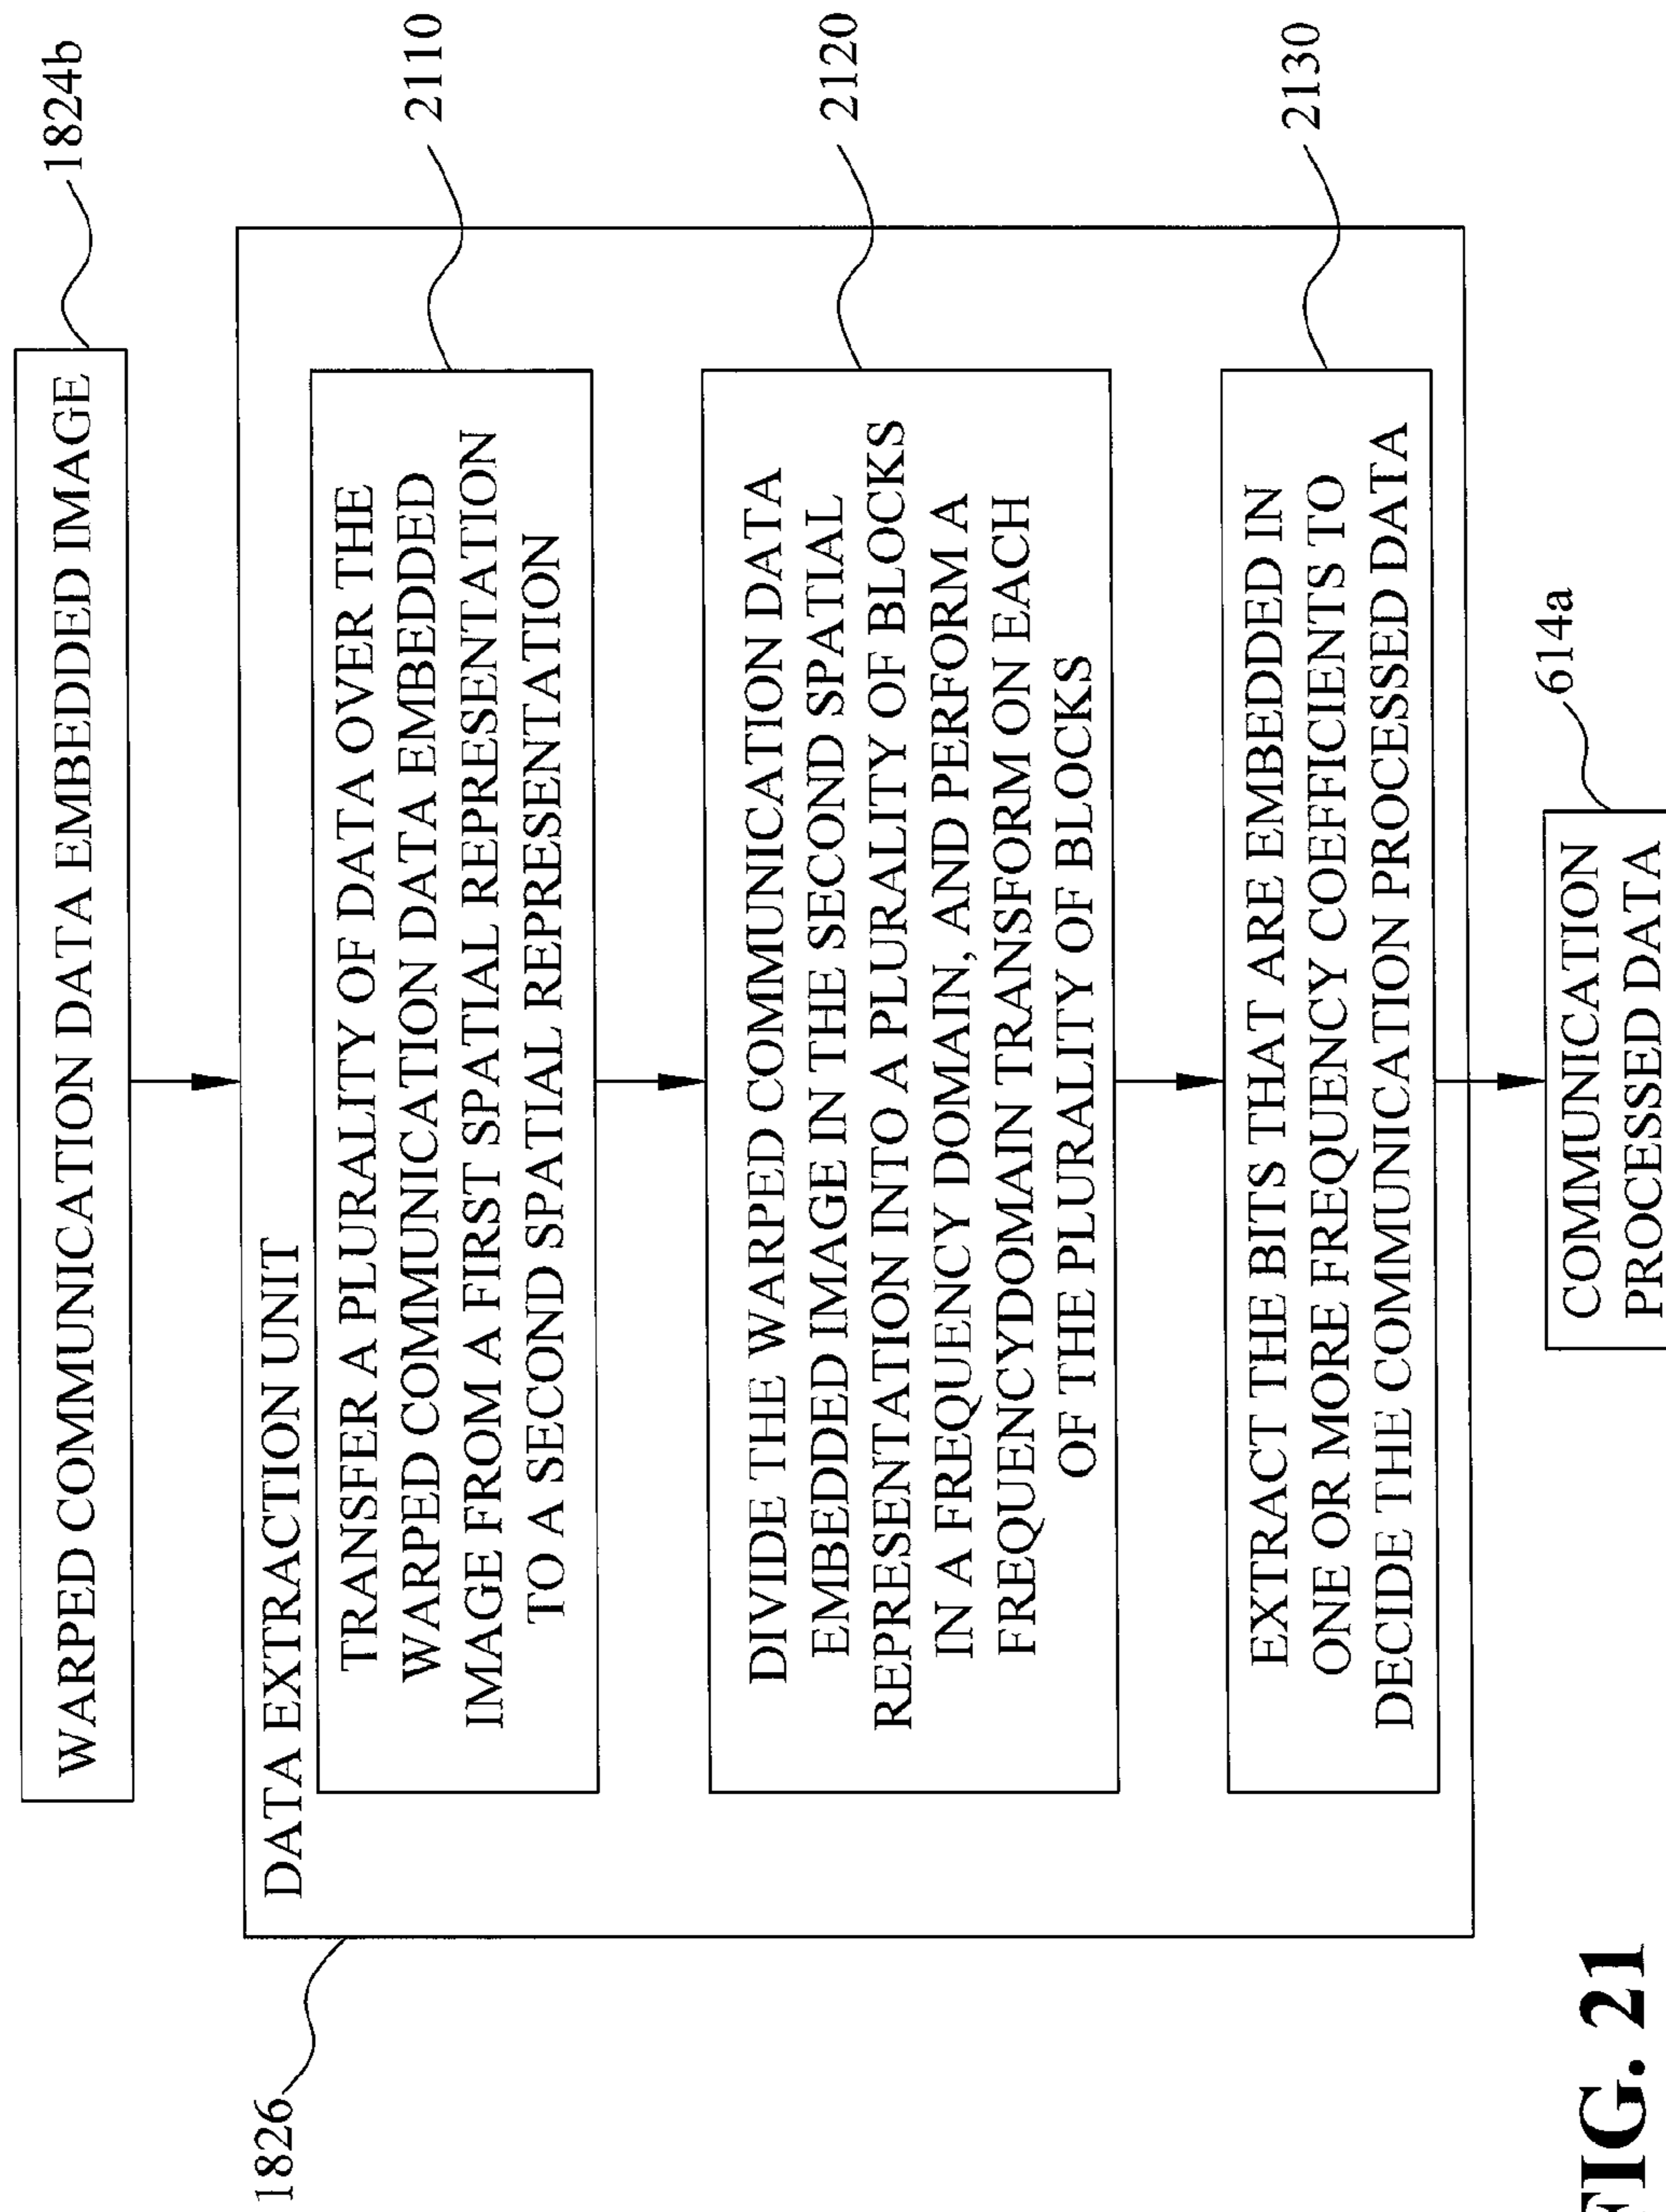 WARPED COMMUNICATION DATA EMBEDDED IMAGE
1824b
1826
DATA EXTRACTION UNIT
TRANSFER A PLURALITY OF DATA OVER THE
WARPED COMMUNICATION DATA EMBEDDED
IMAGE FROM A FIRST SPATIAL REPRESENTATION
TO A SECOND SPATIAL REPRESENTATION
2110
DIVIDE THE WARPED COMMUNICATION DATA
EMBEDDED IMAGE IN THE SECOND SPATIAL
REPRESENTATION INTO A PLURALITY OF BLOCKS
IN A FREQUENCY DOMAIN, AND PERFORM A
FREQUENCYDOMAIN TRANSFORM ON EACH
OF THE PLURALITY OF BLOCKS
2120
EXTRACT THE BITS THAT ARE EMBEDDED IN
ONE OR MORE FREQUENCY COEFFICIENTS TO
DECIDE THE COMMUNICATION PROCESSED DATA
2130
COMMUNICATION
PROCESSED DATA
614a
FIG. 21